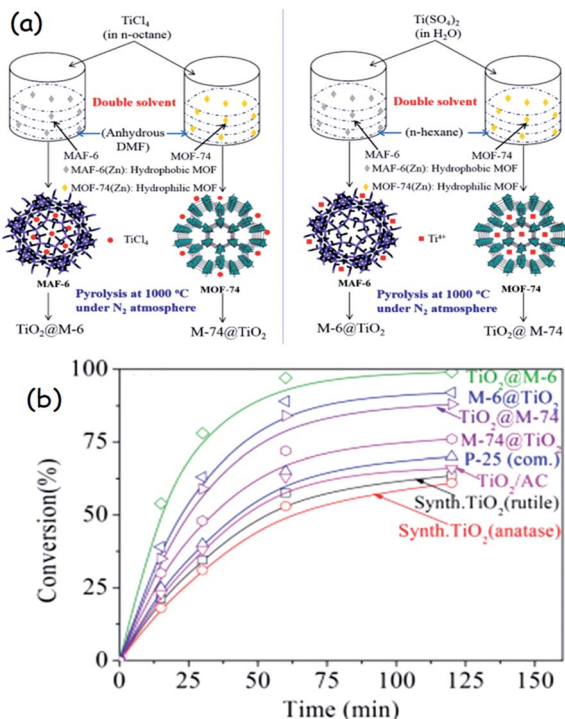 (a)
TiCl4
(in n-octane)
Double solvent
(Anhydrous
DMF)
MAF-6
MOF-74
MAF-6(Zn): Hydrophobic MOF
MOF-74(Zn): Hydrophilic MOF
TiCl4
MAF-6
MOF-74
Pyrolysis at 1000 °C
under N2 atmosphere
TiO2@M-6
M-74@TiO2
Ti(SO4)2
(in H2O)
Double solvent
(n-hexane)
MAF-6
MOF-74
MAF-6(Zn): Hydrophobic MOF
MOF-74(Zn): Hydrophilic MOF
Ti4+
MAF-6
MOF-74
Pyrolysis at 1000 °C
under N2 atmosphere
M-6@TiO2
TiO2@ M-74
(b)
Conversion(%)
100
75
50
25
0
TiO2@M-6
M-6@TiO2
TiO2@M-74
M-74@TiO2
P-25 (com.)
TiO2/AC
Synth.TiO2(rutile)
Synth.TiO2(anatase)
0 30 60 90 120 150
Time (min)